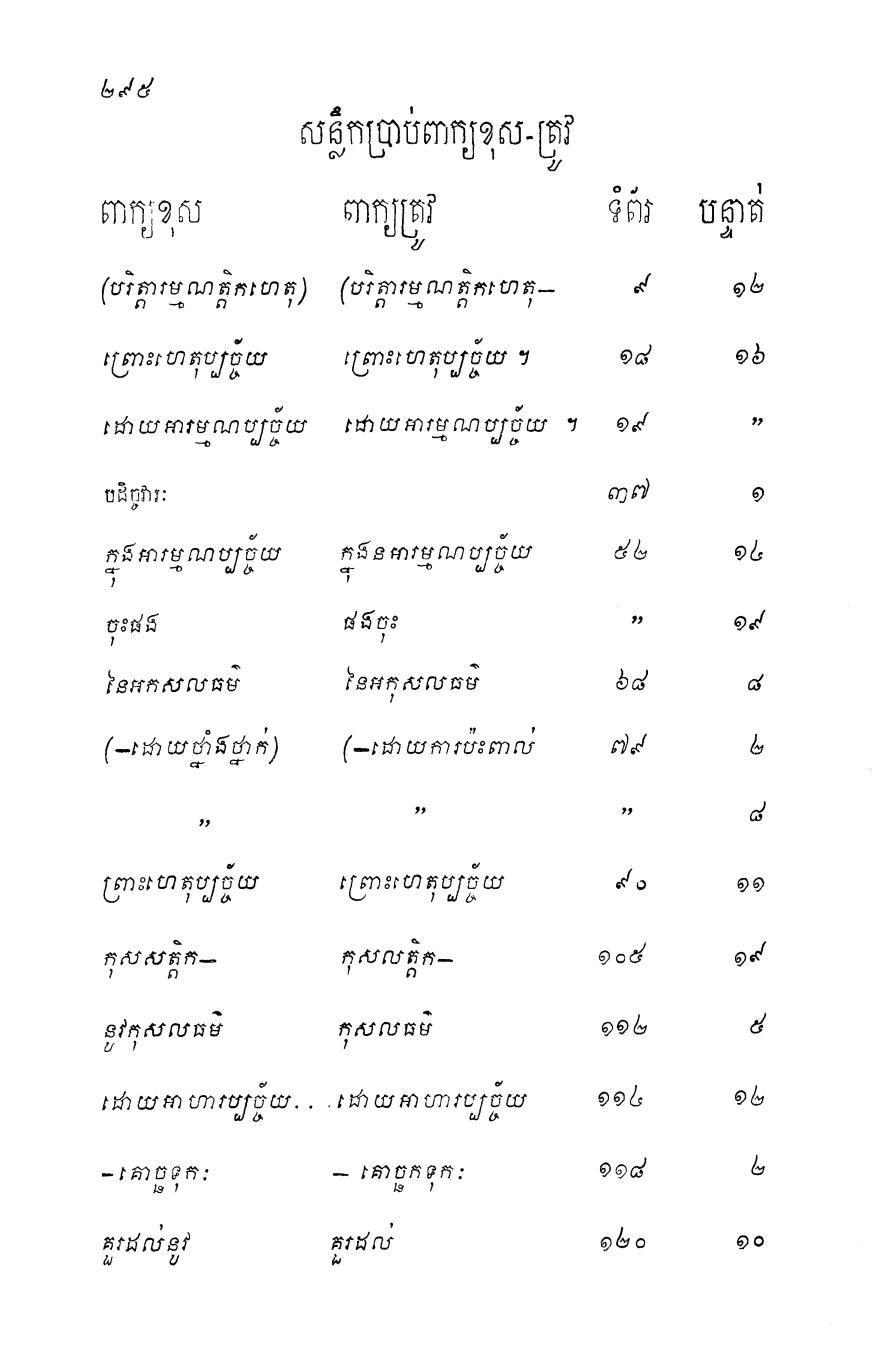 ២៩៥
សន្លឹកប្រាប់ពាក្យខុស-ត្រូវ
ពាក្យខុស ពាក្យត្រូវ ទំព័រ បន្ទាត់
(បរិត្តារម្មណត្តិកហេតុ) (បរិត្តារម្មណត្តិកហេតុ— ៩ ១២
ព្រោះហេតុប្បច្ច័យ ព្រោះហេតុប្បច្ច័យ ។ ១៨ ១៦
ដោយអារម្មណប្បច្ច័យ ដោយអារម្មណប្បច្ច័យ ។ ១៩ ”
បដិច្ចវារៈ ៣៧ ១
ក្នុងអារម្មណប្បច្ច័យ ក្នុងនអារម្មណប្បច្ច័យ ៥២ ១៤
ចុះផង ផងចុះ ” ១៩
នៃអកសលធម៌ នៃអកុសលធម៌ ៦៨ ៨
(—ដោយថ្នាំងថ្នាក់) (—ដោយការប៉ះពាល់ ៧៩ ២
” ” ” ៨
ព្រោះហេតុប្បច្ច័យ ព្រោះហេតុប្បច្ច័យ ៩០ ១១
កុសសត្តិក— កុសលត្តិក— ១០៥ ១៩
នូវកុសលធម៌ កុសលធម៌ ១១២ ៥
ដោយអាហារប្បច្ច័យ. . . ដោយអាហារប្បច្ច័យ ១១៤ ១២
—គោច្ឆទុកៈ — គោច្ឆកទុកៈ ១១៨ ២
គួរដល់នូវ គួរដល់ ១២០ ១០